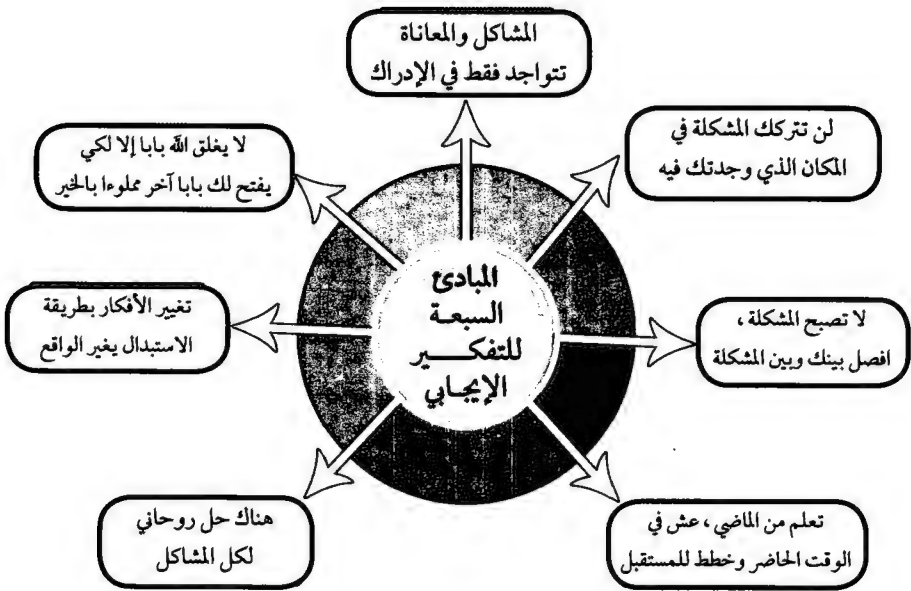 المشاكل والمعاناة
تتواجد فقط في الإدراك
لن تتركك المشكلة في
المكان الذي وجدتك فيه
لا تصبح المشكلة ،
افصل بينك وبين المشكلة
تعلم من الماضي ، عش في
الوقت الحاضر وخطط للمستقبل
هناك حل روحاني
لكل المشاكل
تغيير الأفكار بطريقة
الاستبدال يغير الواقع
لا يغلق الله بابا إلا لكي
يفتح لك بابا آخر مملوءا بالخير
المبادئ
السبعة
للتفكير
الإيجابي